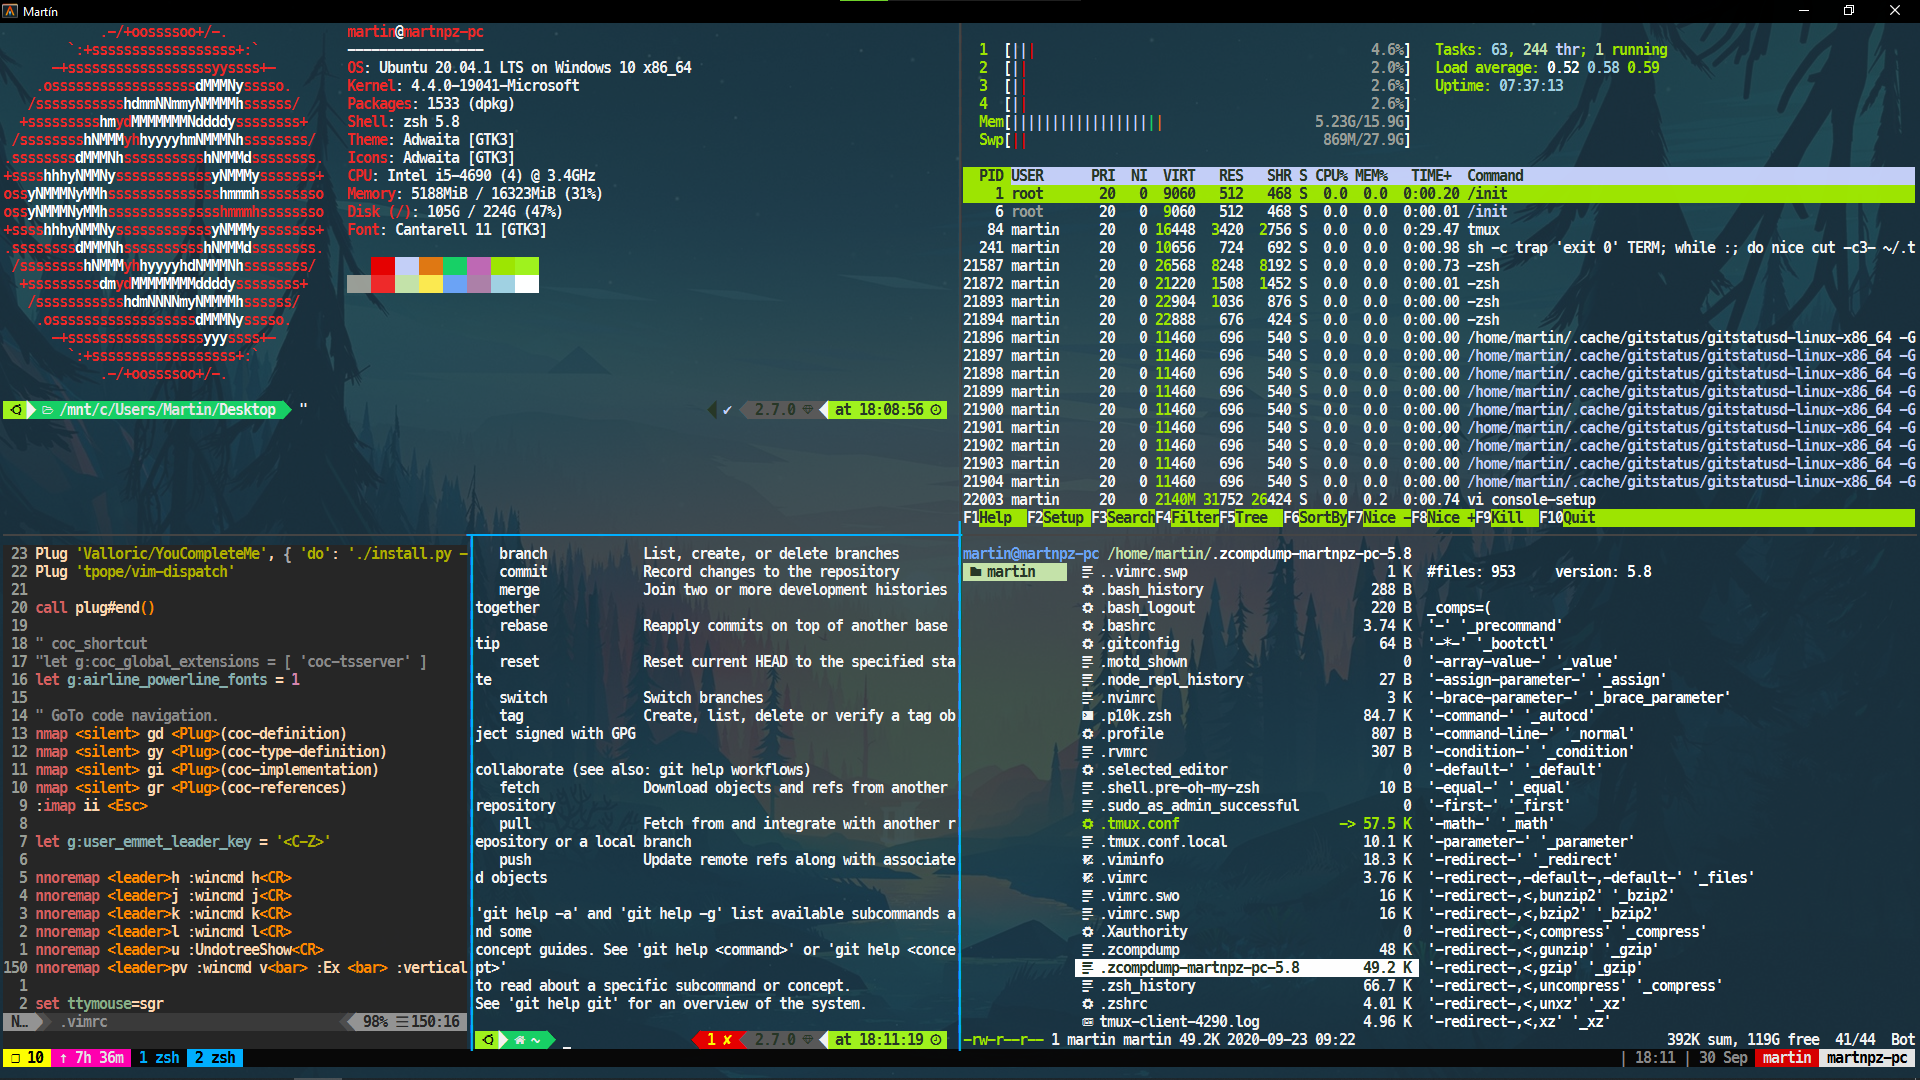 Martín
.-/+oossssoo+/-.
`:+ssssssssssssssssss+:`
-+ssssssssssssssssssyyssss+-
.ossssssssssssssssssdMMMNysssso.
/ssssssssssshdmmNNmmyNMMMMhssssss/
+ssssssssshmydMMMMMMMNddddyssssssss+
/sssssssshNMMMyhhyyyyhmNMMMNhssssssss/
.ssssssssdMMMNhsssssssssshNMMMdssssssss.
+sssshhhyNMMNyssssssssssssyNMMMysssssss+
ossyNMMMNyMMhsssssssssssssshmmmhssssssso
ossyNMMMNyMMhsssssssssssssshmmmhssssssso
+sssshhhyNMMNyssssssssssssyNMMMysssssss+
.ssssssssdMMMNhsssssssssshNMMMdssssssss.
/sssssssshNMMMyhhyyyyhdNMMMNhssssssss/
+sssssssssdmydMMMMMMMMddddyssssssss+
/ssssssssssshdmNNNNmyNMMMMhssssss/
.ossssssssssssssssssdMMMNysssso.
-+sssssssssssssssssyyyssss+-
`:+ssssssssssssssssss+:`
.-/+oossssoo+/-.
martin@martnpz-pc
-----------------
OS: Ubuntu 20.04.1 LTS on Windows 10 x86_64
Kernel: 4.4.0-19041-Microsoft
Packages: 1533 (dpkg)
Shell: zsh 5.8
Theme: Adwaita [GTK3]
Icons: Adwaita [GTK3]
CPU: Intel i5-4690 (4) @ 3.4GHz
Memory: 5188MiB / 16323MiB (31%)
Disk (/): 105G / 224G (47%)
Font: Cantarell 11 [GTK3]
/mnt/c/Users/Martin/Desktop " ✔ 2.7.0 at 18:08:56
1 [||| 4.6%] Tasks: 63, 244 thr; 1 running
2 [|| 2.0%] Load average: 0.52 0.58 0.59
3 [|| 2.6%] Uptime: 07:37:13
4 [|| 2.6%]
Mem[||||||||||||||||||| 5.23G/15.9G]
Swp[|| 869M/27.9G]
PID USER PRI NI VIRT RES SHR S CPU% MEM% TIME+ Command
1 root 20 0 9060 512 468 S 0.0 0.0 0:00.20 /init
6 root 20 0 9060 512 468 S 0.0 0.0 0:00.01 /init
84 martin 20 0 16448 3420 2756 S 0.0 0.0 0:29.47 tmux
241 martin 20 0 10656 724 692 S 0.0 0.0 0:00.98 sh -c trap 'exit 0' TERM; while :; do nice cut -c3- ~/.t
21587 martin 20 0 26568 8248 8192 S 0.0 0.0 0:00.73 -zsh
21872 martin 20 0 21220 1508 1452 S 0.0 0.0 0:00.01 -zsh
21893 martin 20 0 22904 1036 876 S 0.0 0.0 0:00.00 -zsh
21894 martin 20 0 22888 676 424 S 0.0 0.0 0:00.00 -zsh
21896 martin 20 0 11460 696 540 S 0.0 0.0 0:00.00 /home/martin/.cache/gitstatus/gitstatusd-linux-x86_64 -G
21897 martin 20 0 11460 696 540 S 0.0 0.0 0:00.00 /home/martin/.cache/gitstatus/gitstatusd-linux-x86_64 -G
21898 martin 20 0 11460 696 540 S 0.0 0.0 0:00.00 /home/martin/.cache/gitstatus/gitstatusd-linux-x86_64 -G
21899 martin 20 0 11460 696 540 S 0.0 0.0 0:00.00 /home/martin/.cache/gitstatus/gitstatusd-linux-x86_64 -G
21900 martin 20 0 11460 696 540 S 0.0 0.0 0:00.00 /home/martin/.cache/gitstatus/gitstatusd-linux-x86_64 -G
21901 martin 20 0 11460 696 540 S 0.0 0.0 0:00.00 /home/martin/.cache/gitstatus/gitstatusd-linux-x86_64 -G
21902 martin 20 0 11460 696 540 S 0.0 0.0 0:00.00 /home/martin/.cache/gitstatus/gitstatusd-linux-x86_64 -G
21903 martin 20 0 11460 696 540 S 0.0 0.0 0:00.00 /home/martin/.cache/gitstatus/gitstatusd-linux-x86_64 -G
21904 martin 20 0 11460 696 540 S 0.0 0.0 0:00.00 /home/martin/.cache/gitstatus/gitstatusd-linux-x86_64 -G
22003 martin 20 0 2140M 31752 26424 S 0.0 0.2 0:00.74 vi console-setup
F1Help F2Setup F3SearchF4FilterF5Tree F6SortByF7Nice -F8Nice +F9Kill F10Quit
23 Plug 'Valloric/YouCompleteMe', { 'do': './install.py -
22 Plug 'tpope/vim-dispatch'
21
20 call plug#end()
19
18 " coc_shortcut
17 "let g:coc_global_extensions = [ 'coc-tsserver' ]
16 let g:airline_powerline_fonts = 1
15
14 " GoTo code navigation.
13 nmap <silent> gd <Plug>(coc-definition)
12 nmap <silent> gy <Plug>(coc-type-definition)
11 nmap <silent> gi <Plug>(coc-implementation)
10 nmap <silent> gr <Plug>(coc-references)
9 :imap ii <Esc>
8
7 let g:user_emmet_leader_key = '<C-Z>'
6
5 nnoremap <leader>h :wincmd h<CR>
4 nnoremap <leader>j :wincmd j<CR>
3 nnoremap <leader>k :wincmd k<CR>
2 nnoremap <leader>l :wincmd l<CR>
1 nnoremap <leader>u :UndotreeShow<CR>
150 nnoremap <leader>pv :wincmd v<bar> :Ex <bar> :vertical
1
2 set ttymouse=sgr
N… .vimrc 98% ☰150:16
branch List, create, or delete branches
commit Record changes to the repository
merge Join two or more development histories
together
rebase Reapply commits on top of another base
tip
reset Reset current HEAD to the specified sta
te
switch Switch branches
tag Create, list, delete or verify a tag ob
ject signed with GPG
collaborate (see also: git help workflows)
fetch Download objects and refs from another
repository
pull Fetch from and integrate with another r
epository or a local branch
push Update remote refs along with associate
d objects
'git help -a' and 'git help -g' list available subcommands a
nd some
concept guides. See 'git help <command>' or 'git help <conce
pt>'
to read about a specific subcommand or concept.
See 'git help git' for an overview of the system.
~ _ 1 ✘ 2.7.0 at 18:11:19
martin@martnpz-pc /home/martin/.zcompdump-martnpz-pc-5.8
martin
..vimrc.swp 1 K
.bash_history 288 B
.bash_logout 220 B
.bashrc 3.74 K
.gitconfig 64 B
.motd_shown 0
.node_repl_history 27 B
.nvimrc 3 K
.p10k.zsh 84.7 K
.profile 807 B
.rvmrc 307 B
.selected_editor 0
.shell.pre-oh-my-zsh 10 B
.sudo_as_admin_successful 0
.tmux.conf -> 57.5 K
.tmux.conf.local 10.1 K
.viminfo 18.3 K
.vimrc 3.76 K
.vimrc.swo 16 K
.vimrc.swp 16 K
.Xauthority 0
.zcompdump 48 K
.zcompdump-martnpz-pc-5.8 49.2 K
.zsh_history 66.7 K
.zshrc 4.01 K
tmux-client-4290.log 4.96 K
#files: 953 version: 5.8
_comps=(
'-' '_precommand'
'-*-' '_bootctl'
'-array-value-' '_value'
'-assign-parameter-' '_assign'
'-brace-parameter-' '_brace_parameter'
'-command-' '_autocd'
'-command-line-' '_normal'
'-condition-' '_condition'
'-default-' '_default'
'-equal-' '_equal'
'-first-' '_first'
'-math-' '_math'
'-parameter-' '_parameter'
'-redirect-' '_redirect'
'-redirect-,-default-,-default-' '_files'
'-redirect-,<,bunzip2' '_bzip2'
'-redirect-,<,bzip2' '_bzip2'
'-redirect-,<,compress' '_compress'
'-redirect-,<,gunzip' '_gzip'
'-redirect-,<,gzip' '_gzip'
'-redirect-,<,uncompress' '_compress'
'-redirect-,<,unxz' '_xz'
'-redirect-,<,xz' '_xz'
-rw-r--r-- 1 martin martin 49.2K 2020-09-23 09:22 392K sum, 119G free 41/44 Bot
❐ 10 ↑ 7h 36m 1 zsh 2 zsh | 18:11 | 30 Sep martin martnpz-pc